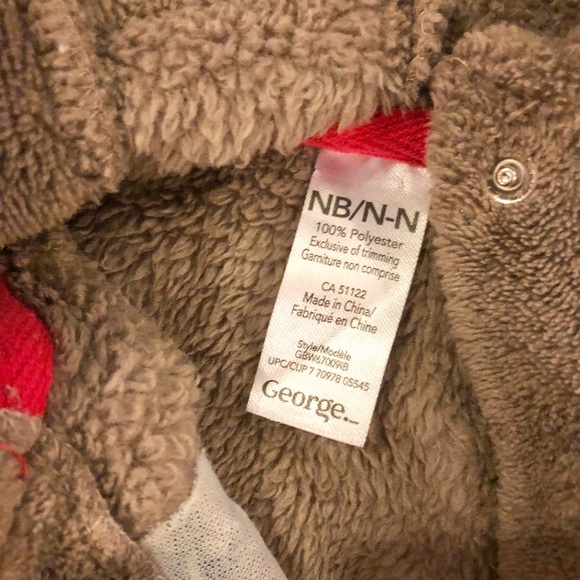 NB/N-N
100% Polyester
Exclusive of trimming
Garniture non comprise
CA 51122
Made in China/
Fabriqué en Chine
Style/Modèle
GBW670091B
UPC/CUP 7 70978 05545
George._